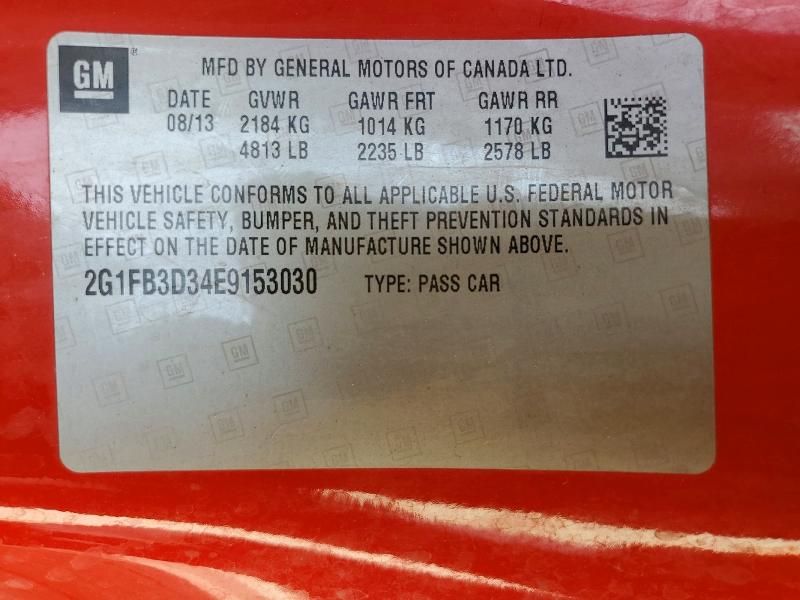 GM ®
MFD BY GENERAL MOTORS OF CANADA LTD.
DATE GVWR GAWR FRT GAWR RR
08/13 2184 KG 1014 KG 1170 KG
4813 LB 2235 LB 2578 LB
THIS VEHICLE CONFORMS TO ALL APPLICABLE U.S. FEDERAL MOTOR
VEHICLE SAFETY, BUMPER, AND THEFT PREVENTION STANDARDS IN
EFFECT ON THE DATE OF MANUFACTURE SHOWN ABOVE.
2G1FB3D34E9153030 TYPE: PASS CAR